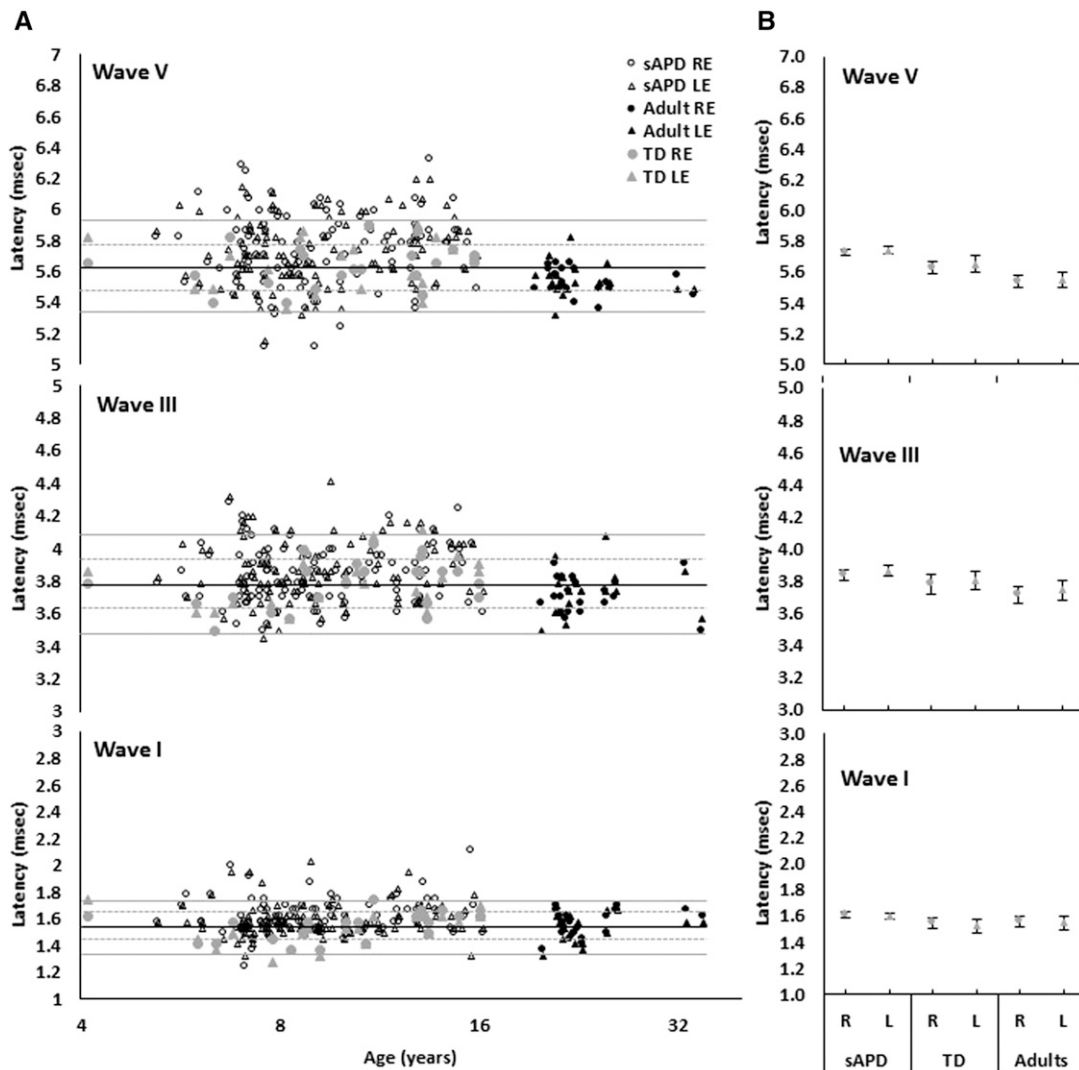 A
Wave V
Latency (msec)
7
6.8
6.6
6.4
6.2
6
5.8
5.6
5.4
5.2
5
sAPD RE
sAPD LE
Adult RE
Adult LE
TD RE
TD LE
Wave III
Latency (msec)
5
4.8
4.6
4.4
4.2
4
3.8
3.6
3.4
3.2
3
Wave I
Latency (msec)
3
2.8
2.6
2.4
2.2
2
1.8
1.6
1.4
1.2
1
4 8 16 32
Age (years)
B
Wave V
Latency (msec)
7.0
6.8
6.6
6.4
6.2
6.0
5.8
5.6
5.4
5.2
5.0
Wave III
Latency (msec)
5.0
4.8
4.6
4.4
4.2
4.0
3.8
3.6
3.4
3.2
3.0
Wave I
Latency (msec)
3.0
2.8
2.6
2.4
2.2
2.0
1.8
1.6
1.4
1.2
1.0
R L R L R L
sAPD TD Adults